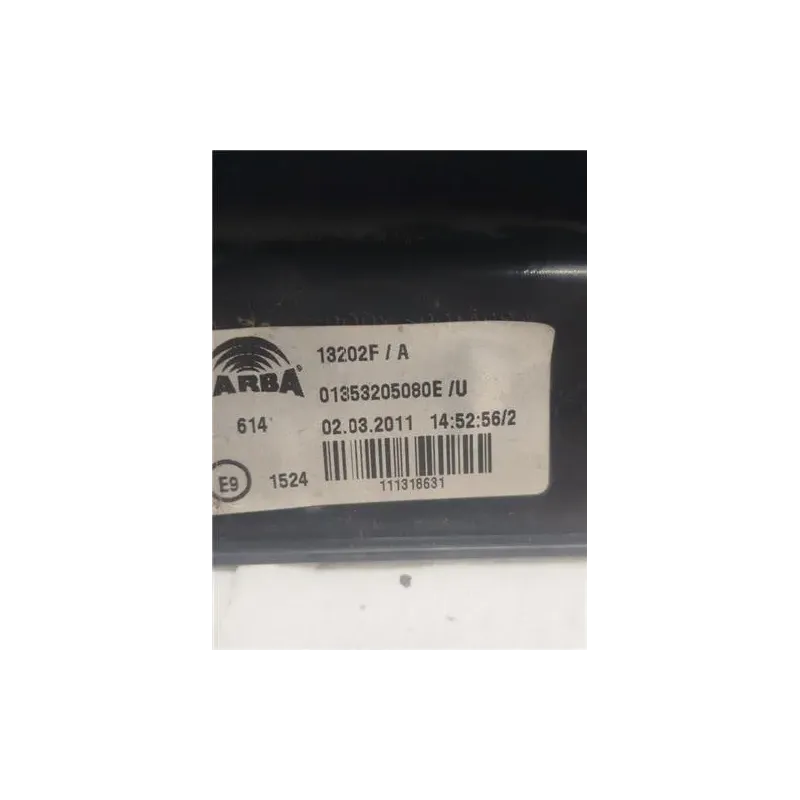 ARBA
13202F / A
01353205080E /U
614
02.03.2011 14:52:56/2
E9
1524
111318631